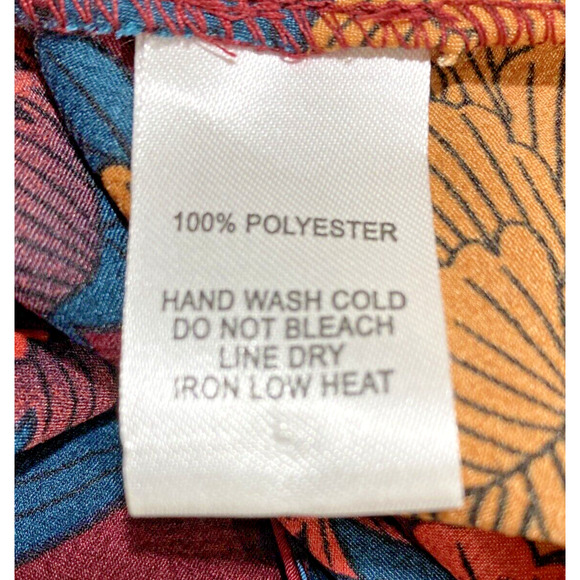 100% POLYESTER
HAND WASH COLD
DO NOT BLEACH
LINE DRY
IRON LOW HEAT